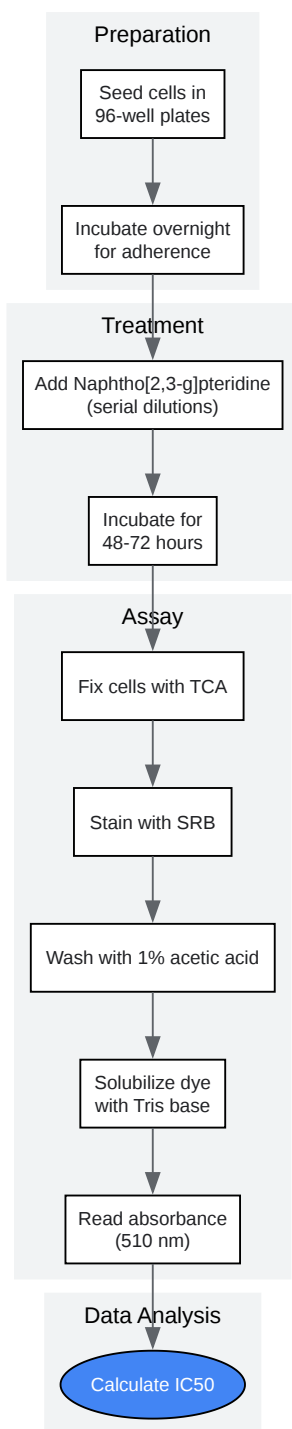 Preparation
Seed cells in
96-well plates
Incubate overnight
for adherence
Treatment
Add Naphtho[2,3-g]pteridine
(serial dilutions)
Incubate for
48-72 hours
Assay
Fix cells with TCA
Stain with SRB
Wash with 1% acetic acid
Solubilize dye
with Tris base
Read absorbance
(510 nm)
Data Analysis
Calculate IC50